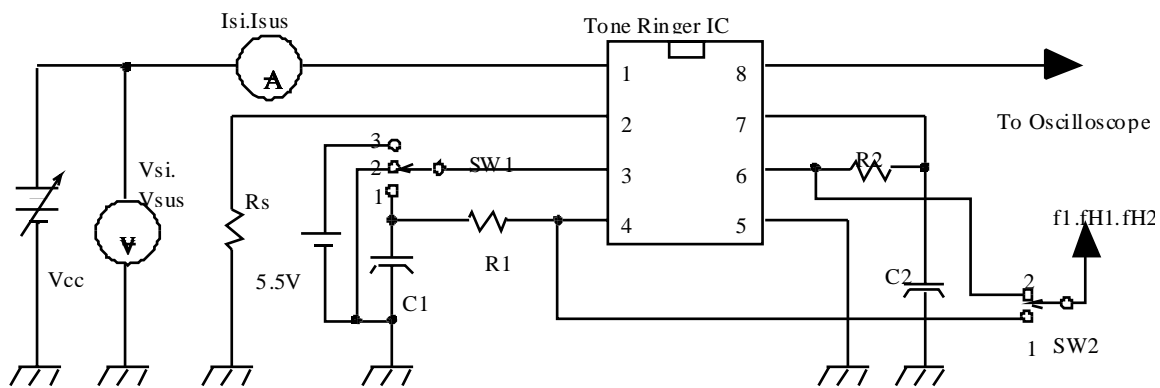 Isi.Isus
Tone Ringer IC
A
1
8
2
7
To Oscilloscope
3
2
1
SW1
3
6
R2
Vsi.
Vsus
V
Rs
4
5
f1.fH1.fH2
R1
Vcc
5.5V
C1
C2
2
1
SW2